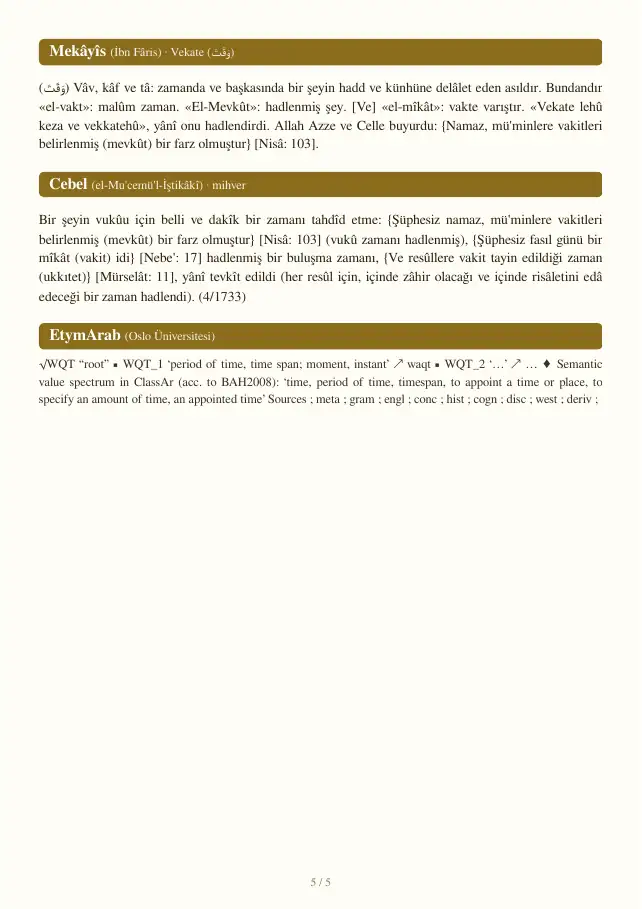 Mekâyîs (İbn Fâris) · Vekate (وَقَتَ)
(وَقَتَ) Vâv, kâf ve tâ: zamanda ve başkasında bir şeyin hadd ve künhüne delâlet eden asıldır. Bundandır
«el-vakt»: malûm zaman. «El-Mevkût»: hadlenmiş şey. [Ve] «el-mîkât»: vakte varıştır. «Vekate lehû
keza ve vekkatehû», yânî onu hadlendirdi. Allah Azze ve Celle buyurdu: {Namaz, mü'minlere vakitleri
belirlenmiş (mevkût) bir farz olmuştur} [Nisâ: 103].
Cebel (el-Mu'cemü'l-İştikâkî) · mihver
Bir şeyin vukûu için belli ve dakîk bir zamanı tahdîd etme: {Şüphesiz namaz, mü'minlere vakitleri
belirlenmiş (mevkût) bir farz olmuştur} [Nisâ: 103] (vukû zamanı hadlenmiş), {Şüphesiz fasıl günü bir
mîkât (vakit) idi} [Nebe': 17] hadlenmiş bir buluşma zamanı, {Ve resûllere vakit tayin edildiği zaman
(ukkıtet)} [Mürselât: 11], yânî tevkît edildi (her resûl için, içinde zâhir olacağı ve içinde risâletini edâ
edeceği bir zaman hadlendi). (4/1733)
EtymArab (Oslo Üniversitesi)
√WQT “root” ▪ WQT_1 ‘period of time, time span; moment, instant’ ↗ waqt ▪ WQT_2 ‘…’ ↗ … ♦ Semantic
value spectrum in ClassAr (acc. to BAH2008): ‘time, period of time, timespan, to appoint a time or place, to
specify an amount of time, an appointed time’ Sources ; meta ; gram ; engl ; conc ; hist ; cogn ; disc ; west ; deriv ;
5 / 5